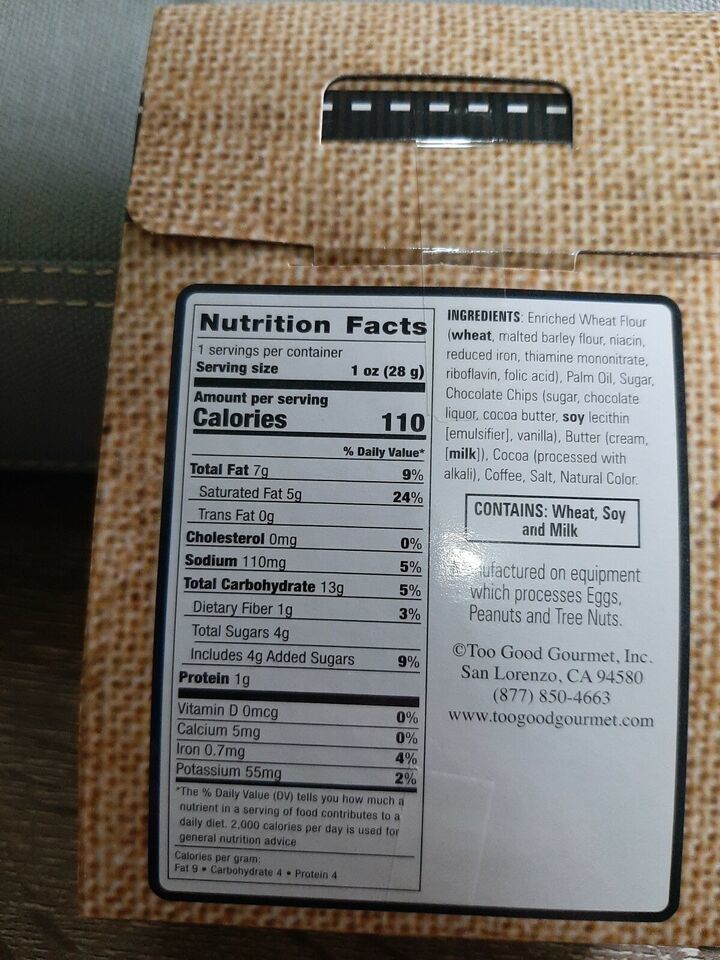 Nutrition Facts
1 servings per container
Serving size 1 oz (28 g)
Amount per serving
Calories 110
% Daily Value*
Total Fat 7g 9%
Saturated Fat 5g 24%
Trans Fat 0g
Cholesterol 0mg 0%
Sodium 110mg 5%
Total Carbohydrate 13g 5%
Dietary Fiber 1g 3%
Total Sugars 4g
Includes 4g Added Sugars 9%
Protein 1g
Vitamin D 0mcg 0%
Calcium 5mg 0%
Iron 0.7mg 4%
Potassium 55mg 2%
*The % Daily Value (DV) tells you how much a
nutrient in a serving of food contributes to a
daily diet. 2,000 calories per day is used for
general nutrition advice
Calories per gram:
Fat 9 • Carbohydrate 4 • Protein 4
INGREDIENTS: Enriched Wheat Flour
(wheat, malted barley flour, niacin,
reduced iron, thiamine mononitrate,
riboflavin, folic acid), Palm Oil, Sugar,
Chocolate Chips (sugar, chocolate
liquor, cocoa butter, soy lecithin
[emulsifier], vanilla), Butter (cream,
[milk]), Cocoa (processed with
alkali), Coffee, Salt, Natural Color.
CONTAINS: Wheat, Soy
and Milk
Manufactured on equipment
which processes Eggs,
Peanuts and Tree Nuts.
©Too Good Gourmet, Inc.
San Lorenzo, CA 94580
(877) 850-4663
www.toogoodgourmet.com